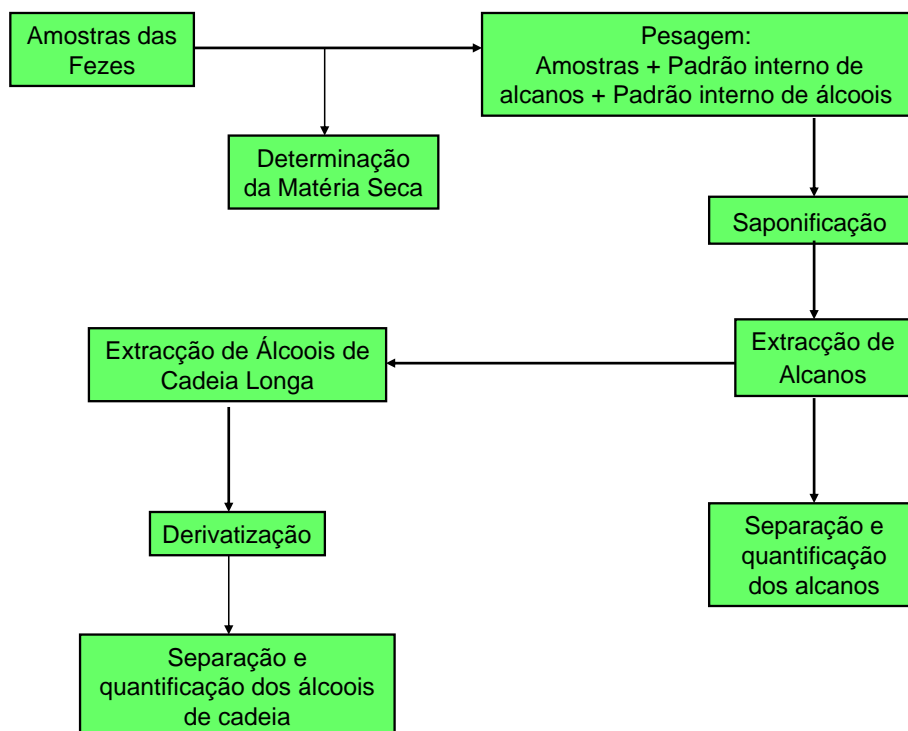 Amostras das
Fezes
Pesagem:
Amostras + Padrão interno de
alcanos + Padrão interno de álcoois
Determinação
da Matéria Seca
Saponificação
Extracção de Álcoois de
Cadeia Longa
Extracção de
Alcanos
Derivatização
Separação e
quantificação
dos alcanos
Separação e
quantificação dos álcoois
de cadeia